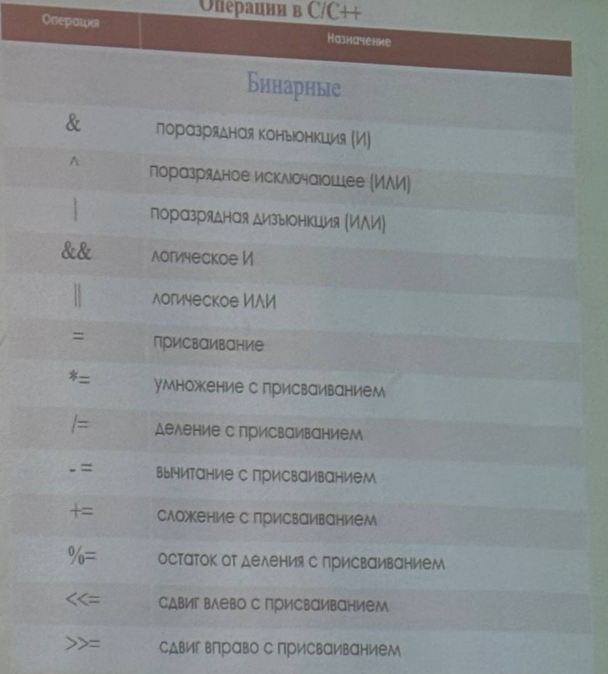 Операции в C/C++
Операция Назначение
Бинарные
& поразрядная конъюнкция (И)
^ поразрядное исключающее (ИЛИ)
| поразрядная дизъюнкция (ИЛИ)
&& логическое И
|| логическое ИЛИ
= присваивание
*= умножение с присваиванием
/= деление с присваиванием
- = вычитание с присваиванием
+= сложение с присваиванием
%= остаток от деления с присваиванием
<<= сдвиг влево с присваиванием
>>= сдвиг вправо с присваиванием